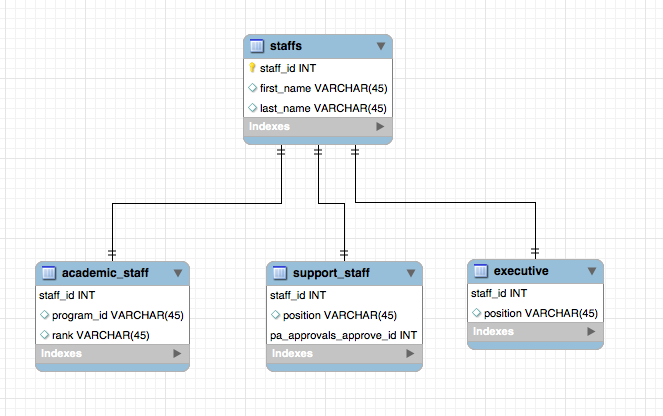 staffs
staff_id INT
first_name VARCHAR(45)
last_name VARCHAR(45)
Indexes
academic_staff
staff_id INT
program_id VARCHAR(45)
rank VARCHAR(45)
Indexes
support_staff
staff_id INT
position VARCHAR(45)
pa_approvals_approve_id INT
Indexes
executive
staff_id INT
position VARCHAR(45)
Indexes